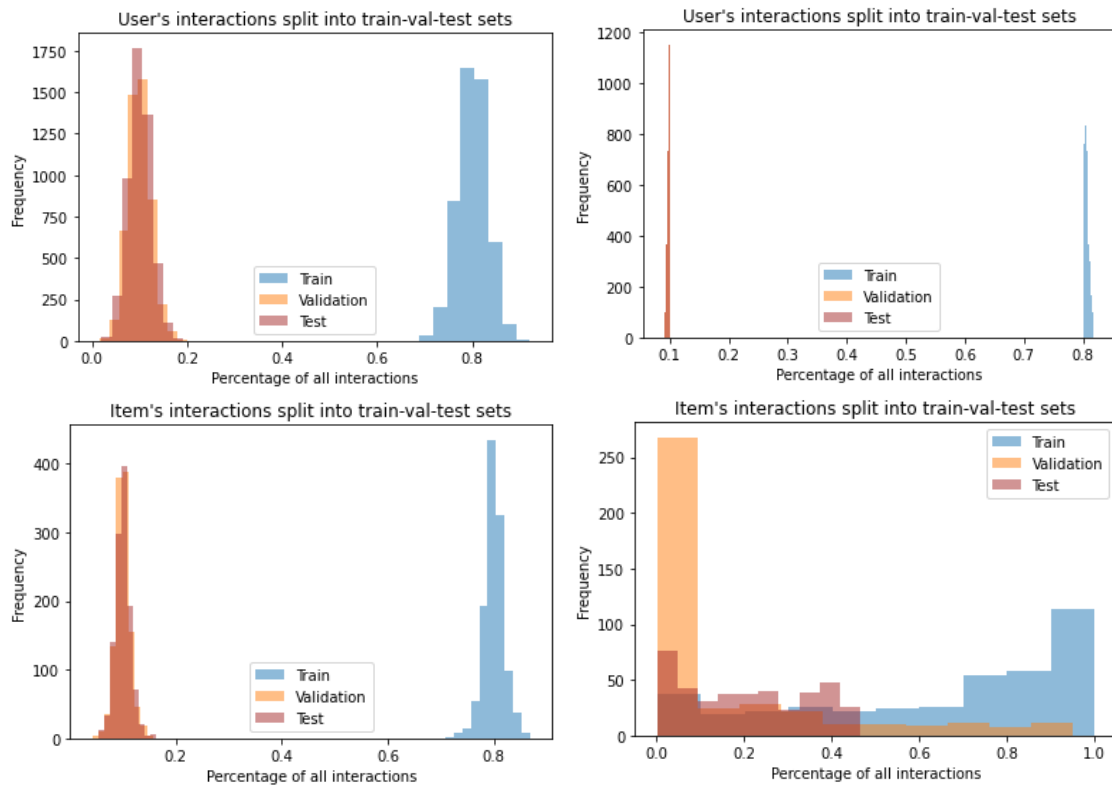 User's interactions split into train-val-test sets
1750
1500
1250
1000
750
500
250
0
Frequency
Train
Validation
Test
0.0 0.2 0.4 0.6 0.8
Percentage of all interactions
User's interactions split into train-val-test sets
1200
1000
800
600
400
200
0
Frequency
Train
Validation
Test
0.1 0.2 0.3 0.4 0.5 0.6 0.7 0.8
Percentage of all interactions
Item's interactions split into train-val-test sets
400
300
200
100
0
Frequency
Train
Validation
Test
0.2 0.4 0.6 0.8
Percentage of all interactions
Item's interactions split into train-val-test sets
250
200
150
100
50
0
Frequency
Train
Validation
Test
0.0 0.2 0.4 0.6 0.8 1.0
Percentage of all interactions